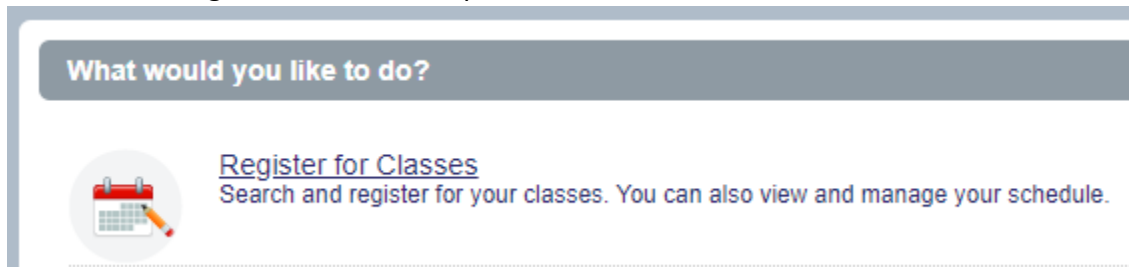 What would you like to do?
Register for Classes
Search and register for your classes. You can also view and manage your schedule.